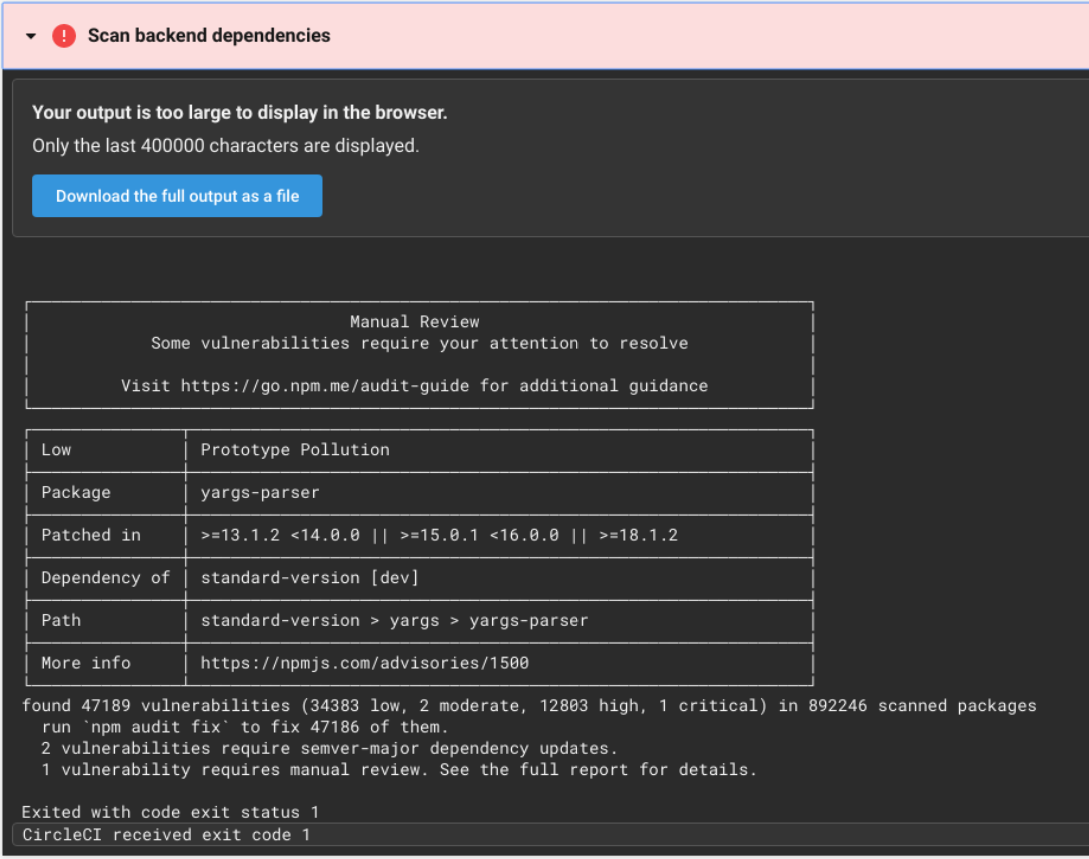 Scan backend dependencies
Your output is too large to display in the browser.
Only the last 400000 characters are displayed.
Download the full output as a file
Manual Review
Some vulnerabilities require your attention to resolve
Visit https://go.npm.me/audit-guide for additional guidance
Low Prototype Pollution
Package yargs-parser
Patched in >=13.1.2 <14.0.0 || >=15.0.1 <16.0.0 || >=18.1.2
Dependency of standard-version [dev]
Path standard-version > yargs > yargs-parser
More info https://npmjs.com/advisories/1500
found 47189 vulnerabilities (34383 low, 2 moderate, 12803 high, 1 critical) in 892246 scanned packages
run `npm audit fix` to fix 47186 of them.
2 vulnerabilities require semver-major dependency updates.
1 vulnerability requires manual review. See the full report for details.
Exited with code exit status 1
CircleCI received exit code 1